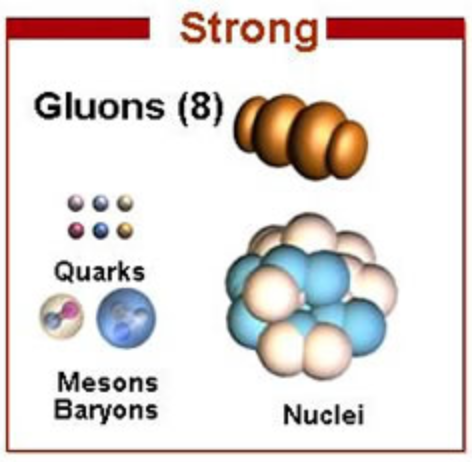 Strong
Gluons (8)
Quarks
Mesons
Baryons
Nuclei